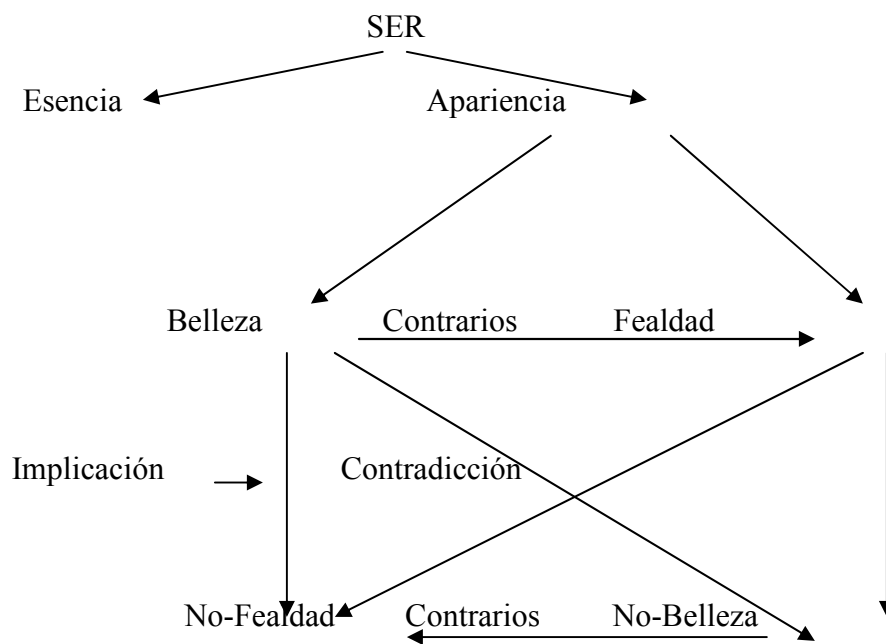 SER
Esencia Apariencia
Belleza Contrarios Fealdad
Implicación Contradicción
No-Fealdad Contrarios No-Belleza